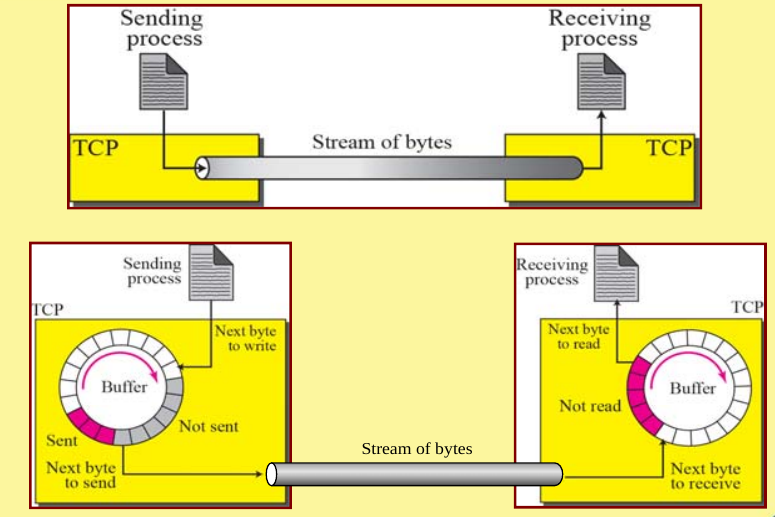 Sending
process
Receiving
process
TCP
Stream of bytes
TCP
Sending
process
TCP
Next byte
to write
Buffer
Not sent
Sent
Next byte
to send
Stream of bytes
Receiving
process
TCP
Next byte
to read
Buffer
Not read
Next byte
to receive